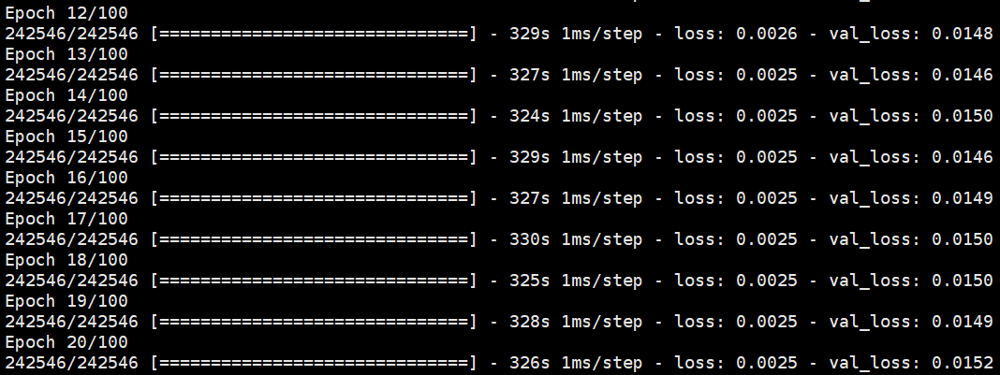 Epoch 12/100
242546/242546 [==============================] - 329s 1ms/step - loss: 0.0026 - val_loss: 0.0148
Epoch 13/100
242546/242546 [==============================] - 327s 1ms/step - loss: 0.0025 - val_loss: 0.0146
Epoch 14/100
242546/242546 [==============================] - 324s 1ms/step - loss: 0.0025 - val_loss: 0.0150
Epoch 15/100
242546/242546 [==============================] - 329s 1ms/step - loss: 0.0025 - val_loss: 0.0146
Epoch 16/100
242546/242546 [==============================] - 327s 1ms/step - loss: 0.0025 - val_loss: 0.0149
Epoch 17/100
242546/242546 [==============================] - 330s 1ms/step - loss: 0.0025 - val_loss: 0.0150
Epoch 18/100
242546/242546 [==============================] - 325s 1ms/step - loss: 0.0025 - val_loss: 0.0150
Epoch 19/100
242546/242546 [==============================] - 328s 1ms/step - loss: 0.0025 - val_loss: 0.0149
Epoch 20/100
242546/242546 [==============================] - 326s 1ms/step - loss: 0.0025 - val_loss: 0.0152